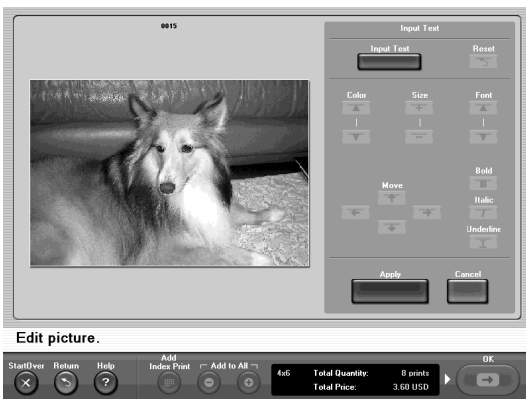 0015
Input Text
Input Text
Reset
Color
Size
Font
Move
Bold
B
Italic
I
Underline
Apply
Cancel
Edit picture.
StartOver
Return
Help
Add
Index Print
Add to All
4x6
Total Quantity:
8 prints
Total Price:
3.60 USD
OK